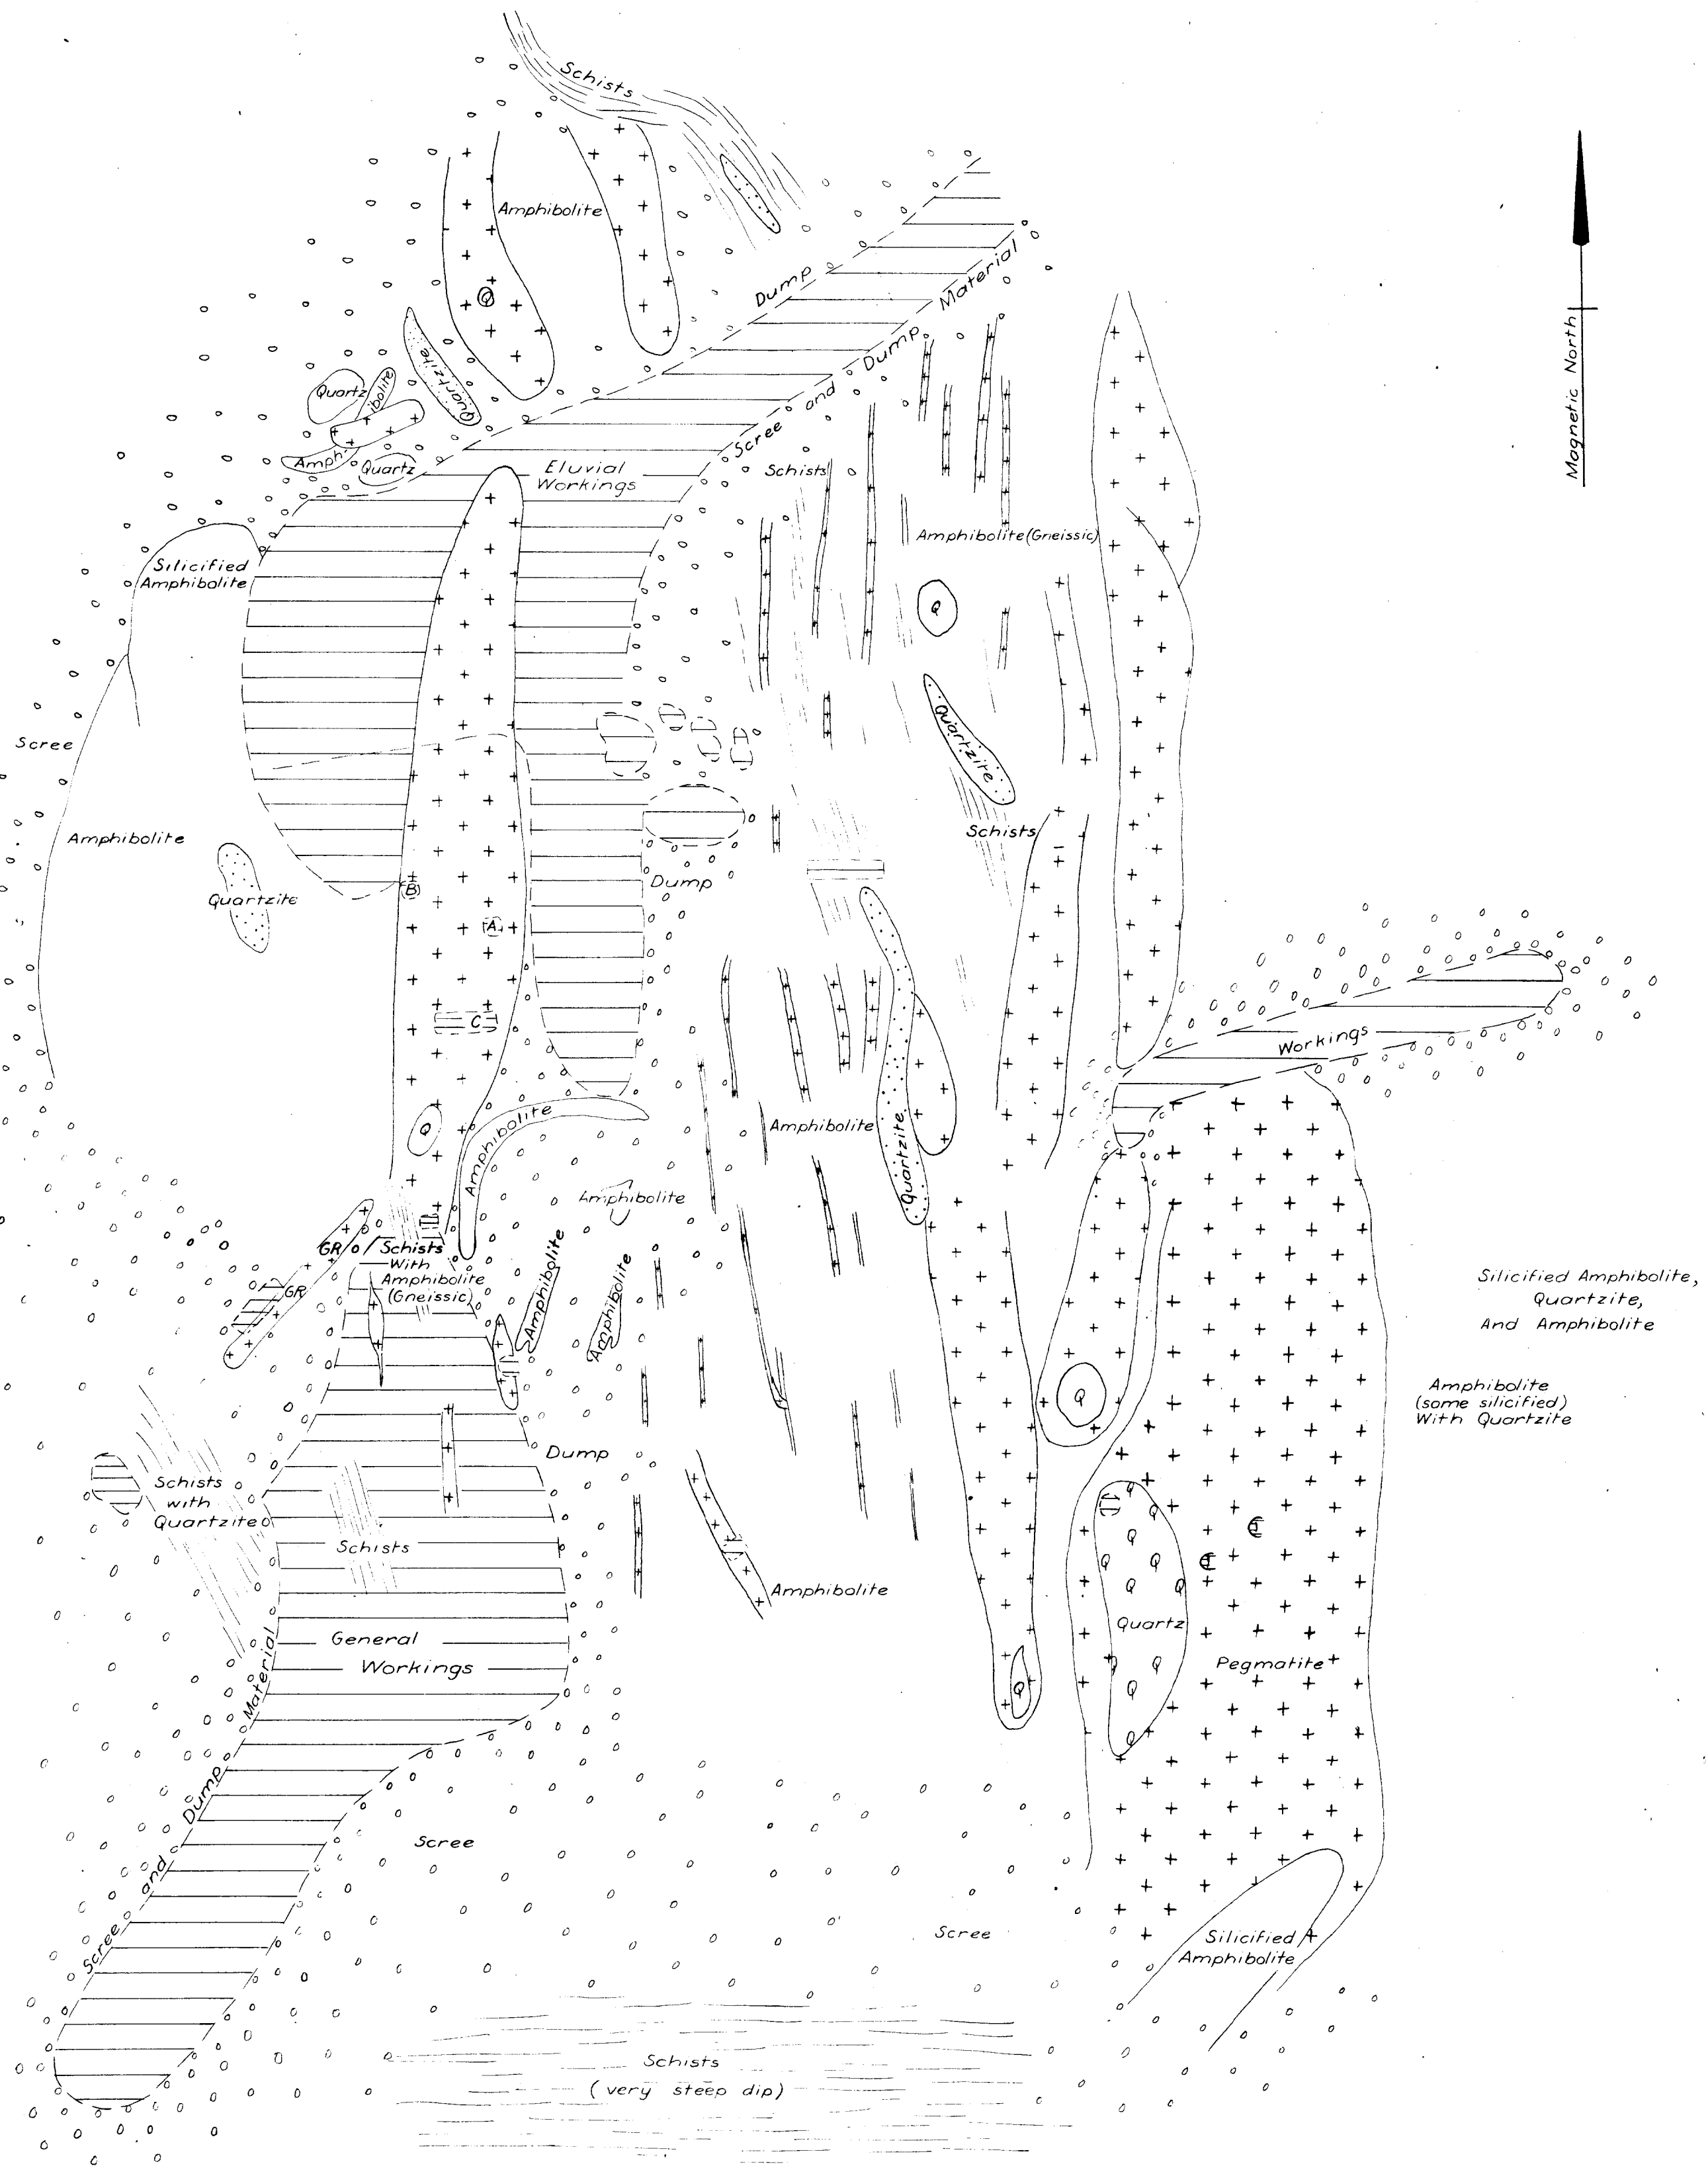 Schists
Amphibolite
Q
Dump
Material
Magnetic North
Quartzite
Quartz
Quartz
bolite
Amph.
Quartz
Scree and Dump
Eluvial
Workings
Schists
Amphibolite (Gneissic)
Silicified
Amphibolite
Q
Quartzite
Scree
Amphibolite
Schists
Quartzite
B
Dump
A
C
Workings
Q
Amphibolite
Amphibolite
Quartzite
Amphibolite
GR
Schists
With
Amphibolite
(Gneissic)
GR
Amphibolite
Amphibolite
Silicified Amphibolite,
Quartzite,
And Amphibolite
Q
Amphibolite
(some silicified)
With Quartzite
Dump
Schists
with
Quartzite
Schists
Amphibolite
Quartz
General
Workings
Pegmatite
Q
Scree and Dump Material
Scree
Scree
Silicified
Amphibolite
Schists
(very steep dip)